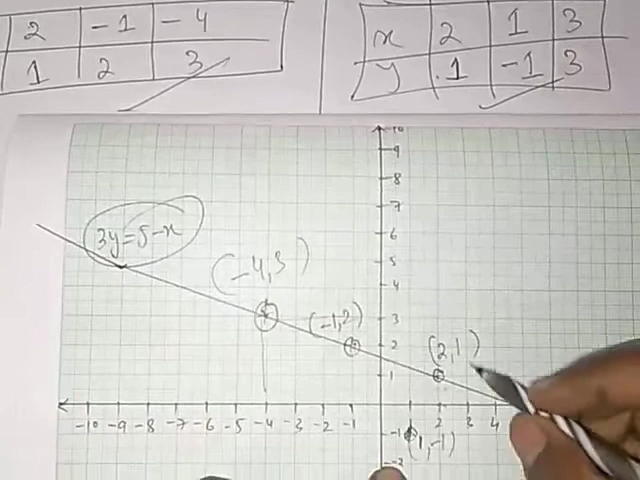 2 -1 -4
1 2 3
x 2 1 3
y 1 -1 3
10
9
8
7
6
5
4
3
2
1
3y=5-x
(-4,3)
(-1,2)
(2,1)
-10 -9 -8 -7 -6 -5 -4 -3 -2 -1 2 3 4
-1
(1,-1)
-2